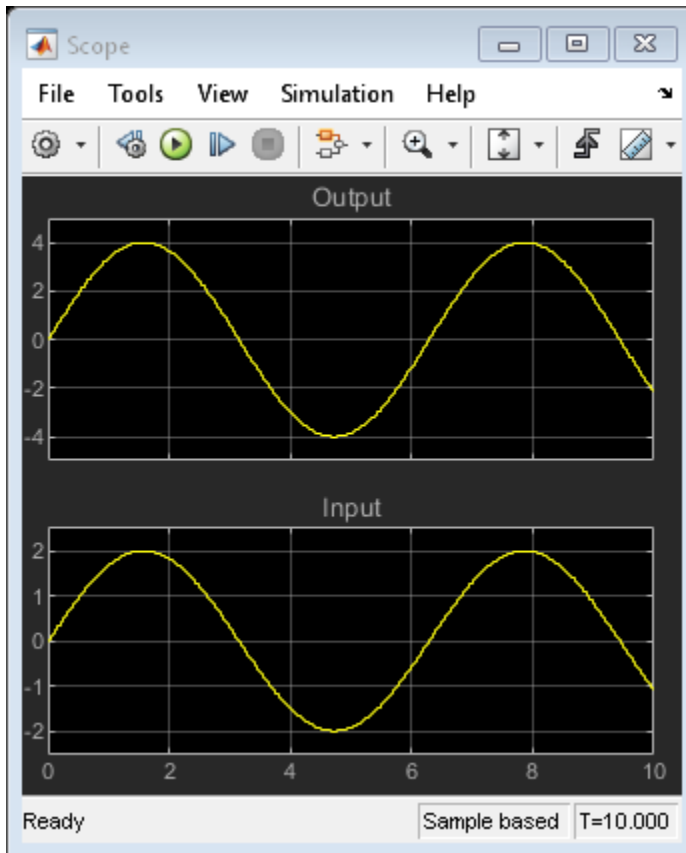 Scope
File Tools View Simulation Help
Output
4
2
0
-2
-4
Input
2
1
0
-1
-2
0 2 4 6 8 10
Ready Sample based T=10.000